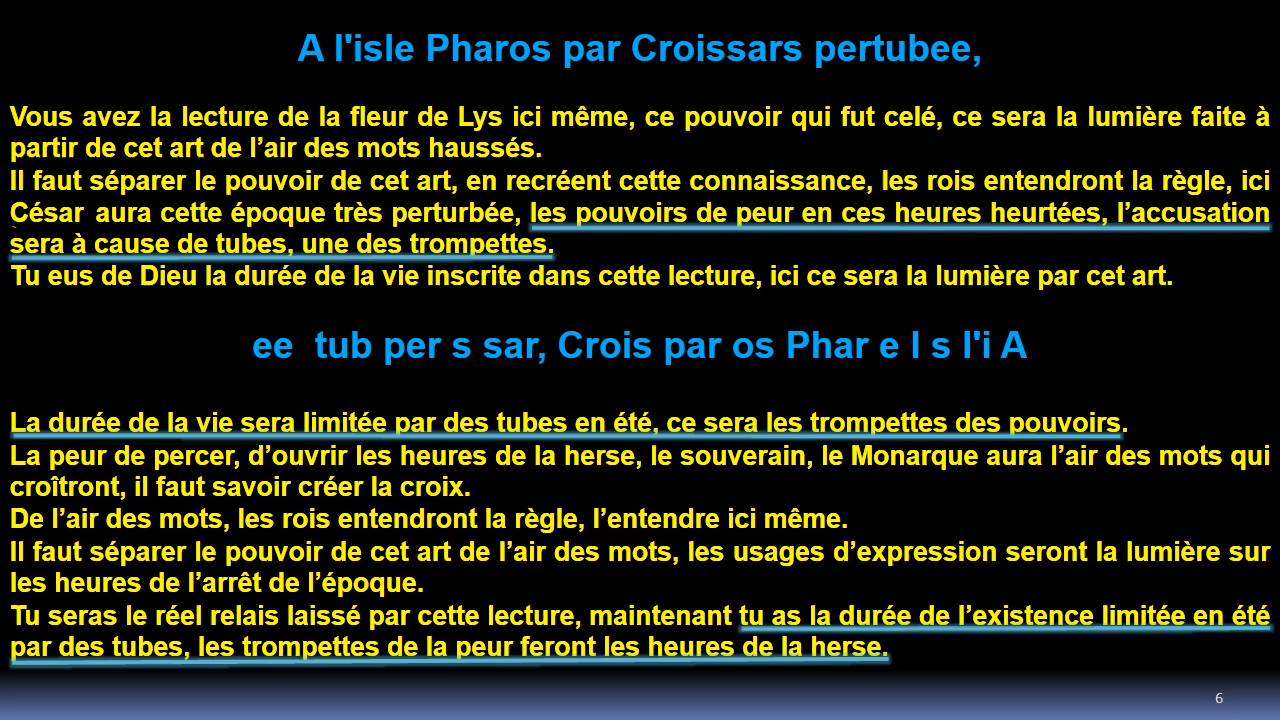 A l'isle Pharos par Croissars pertubee,
Vous avez la lecture de la fleur de Lys ici même, ce pouvoir qui fut celé, ce sera la lumière faite à
partir de cet art de l’air des mots haussés.
Il faut séparer le pouvoir de cet art, en recréent cette connaissance, les rois entendront la règle, ici
César aura cette époque très perturbée, les pouvoirs de peur en ces heures heurtées, l’accusation
sera à cause de tubes, une des trompettes.
Tu eus de Dieu la durée de la vie inscrite dans cette lecture, ici ce sera la lumière par cet art.
ee tub per s sar, Crois par os Phar e l s l'i A
La durée de la vie sera limitée par des tubes en été, ce sera les trompettes des pouvoirs.
La peur de percer, d’ouvrir les heures de la herse, le souverain, le Monarque aura l’air des mots qui
croîtront, il faut savoir créer la croix.
De l’air des mots, les rois entendront la règle, l’entendre ici même.
Il faut séparer le pouvoir de cet art de l’air des mots, les usages d’expression seront la lumière sur
les heures de l’arrêt de l’époque.
Tu seras le réel relais laissé par cette lecture, maintenant tu as la durée de l’existence limitée en été
par des tubes, les trompettes de la peur feront les heures de la herse.
6